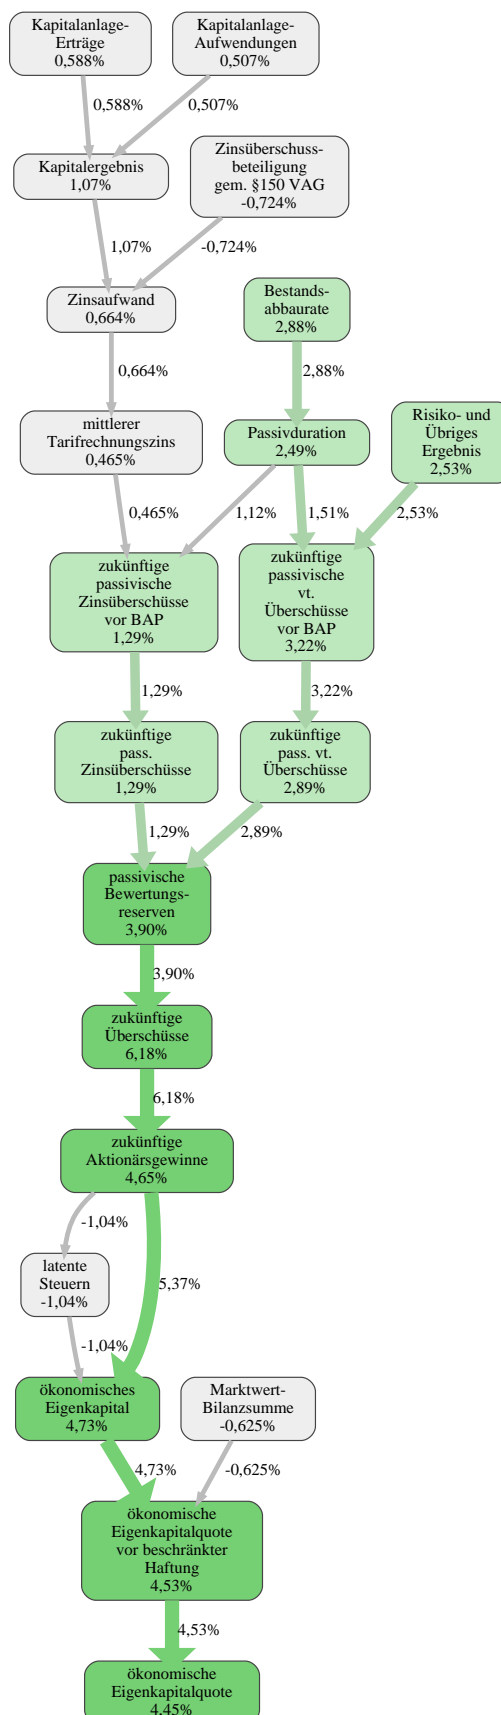 Kapitalanlage-
Erträge
0,588%
Kapitalanlage-
Aufwendungen
0,507%
0,588%
0,507%
Kapitalergebnis
1,07%
Zinsüberschuss-
beteiligung
gem. §150 VAG
-0,724%
1,07%
-0,724%
Zinsaufwand
0,664%
Bestands-
abbaurate
2,88%
0,664%
2,88%
mittlerer
Tarifrechnungszins
0,465%
Passivduration
2,49%
Risiko- und
Übriges
Ergebnis
2,53%
0,465%
1,12%
1,51%
2,53%
zukünftige
passivische
Zinsüberschüsse
vor BAP
1,29%
zukünftige
passivische
vt.
Überschüsse
vor BAP
3,22%
1,29%
3,22%
zukünftige
pass.
Zinsüberschüsse
1,29%
zukünftige
pass. vt.
Überschüsse
2,89%
1,29%
2,89%
passivische
Bewertungs-
reserven
3,90%
3,90%
zukünftige
Überschüsse
6,18%
6,18%
zukünftige
Aktionärsgewinne
4,65%
-1,04%
latente
Steuern
-1,04%
5,37%
-1,04%
ökonomisches
Eigenkapital
4,73%
Marktwert-
Bilanzsumme
-0,625%
4,73%
-0,625%
ökonomische
Eigenkapitalquote
vor beschränkter
Haftung
4,53%
4,53%
ökonomische
Eigenkapitalquote
4,45%